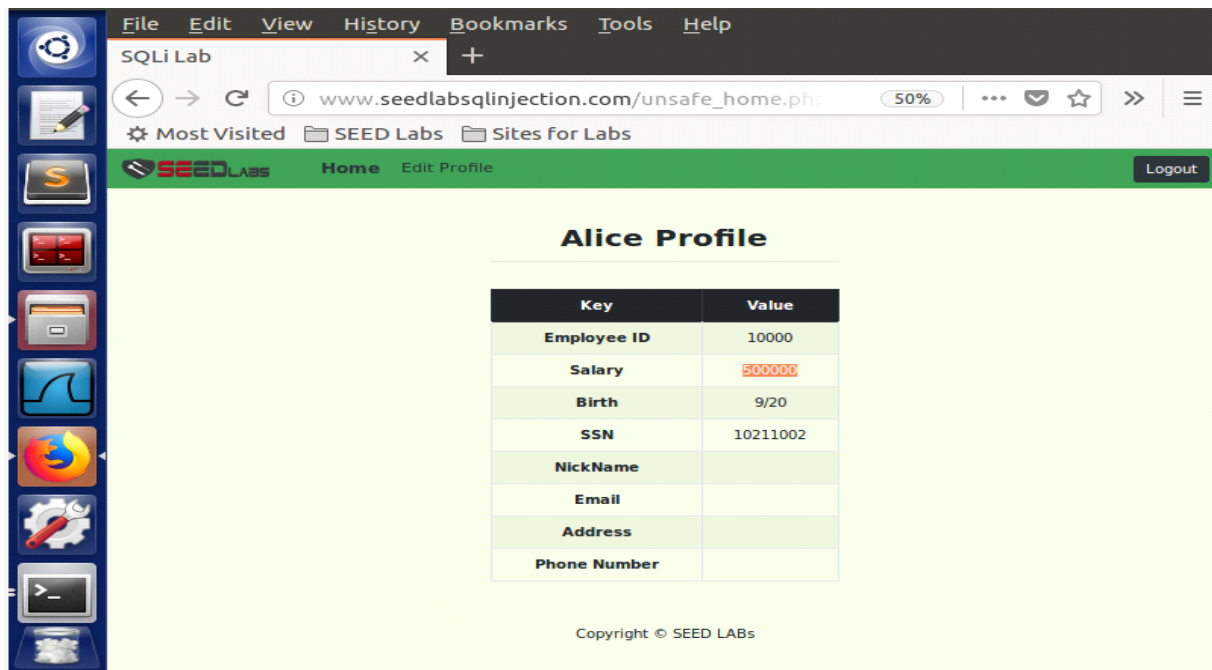 File Edit View History Bookmarks Tools Help
SQLi Lab
www.seedlabsqlinjection.com/unsafe_home.ph 50%
Most Visited SEED Labs Sites for Labs
SEEDLABS Home Edit Profile Logout
Alice Profile
Key Value
Employee ID 10000
Salary 500000
Birth 9/20
SSN 10211002
NickName
Email
Address
Phone Number
Copyright © SEED LABs